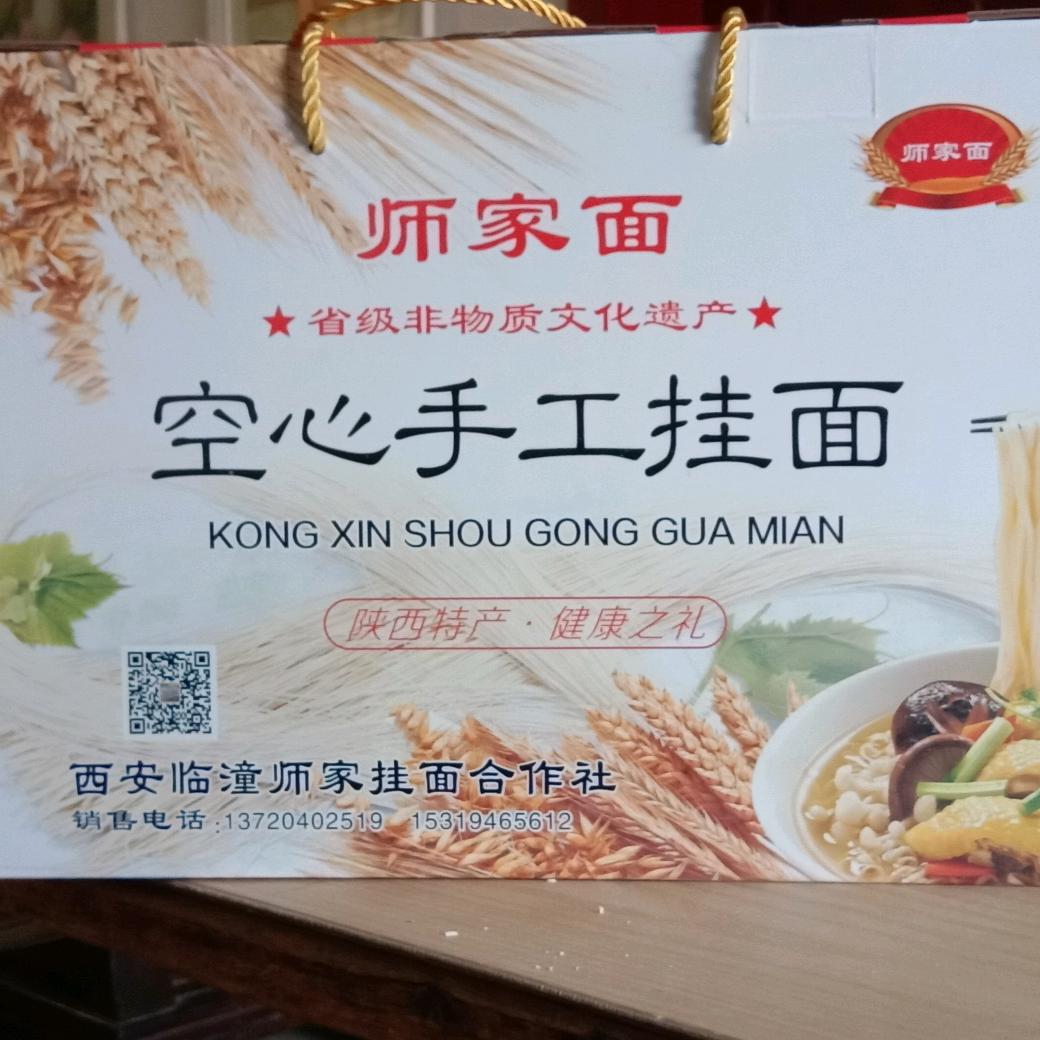 师家面
师家面
★省级非物质文化遗产★
空心手工挂面
KONG XIN SHOU GONG GUA MIAN
陕西特产·健康之礼
西安临潼师家挂面合作社
销售电话:13720402519 15319465612